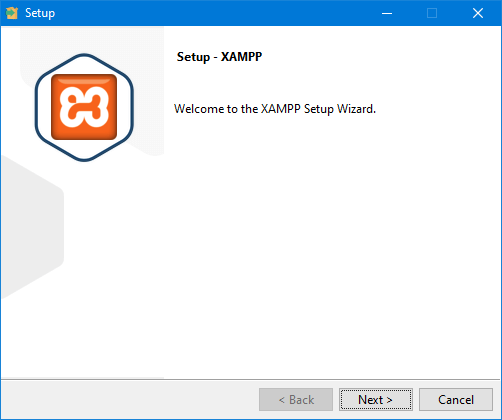 Setup
Setup - XAMPP
Welcome to the XAMPP Setup Wizard.
< Back
Next >
Cancel